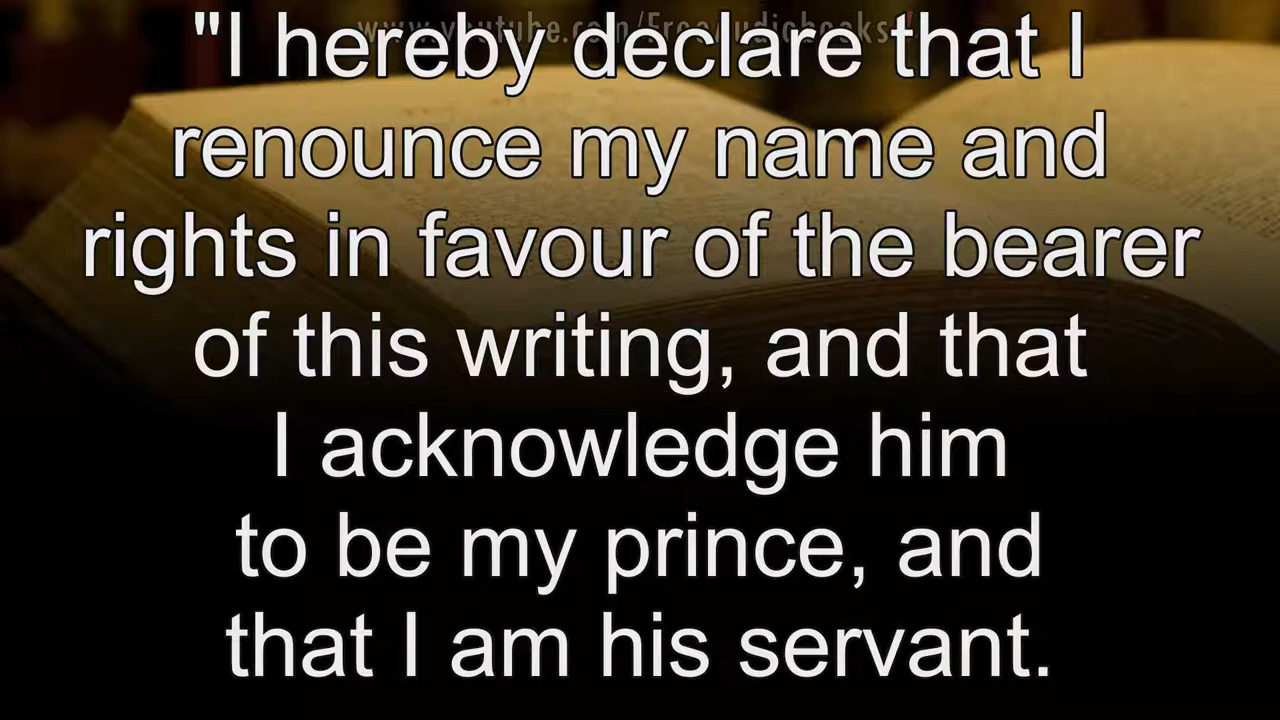 www.youtube.com/FreeAudiobooks
"I hereby declare that I
renounce my name and
rights in favour of the bearer
of this writing, and that
I acknowledge him
to be my prince, and
that I am his servant.